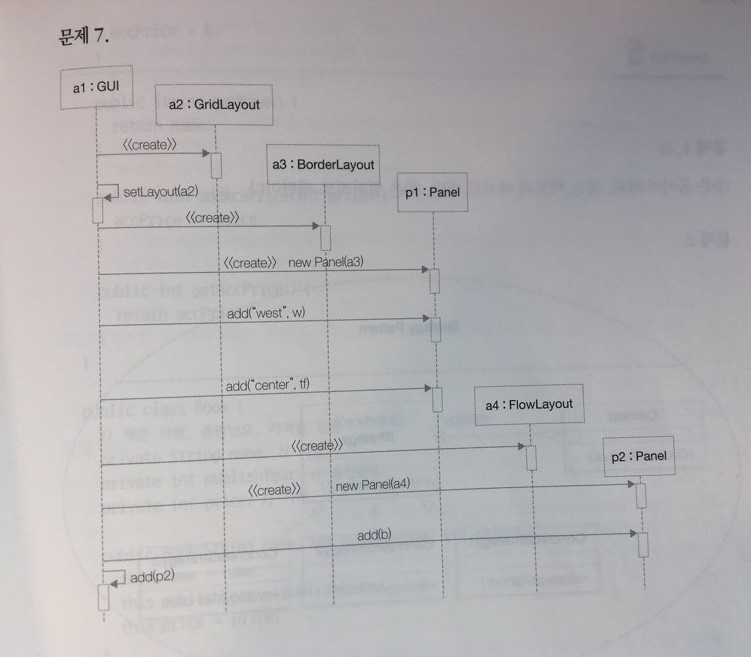 문제 7.
a1 : GUI
a2 : GridLayout
<<create>>
a3 : BorderLayout
setLayout(a2)
p1 : Panel
<<create>>
<<create>> new Panel(a3)
add("west", w)
add("center", tf)
a4 : FlowLayout
<<create>>
p2 : Panel
<<create>> new Panel(a4)
add(b)
add(p2)